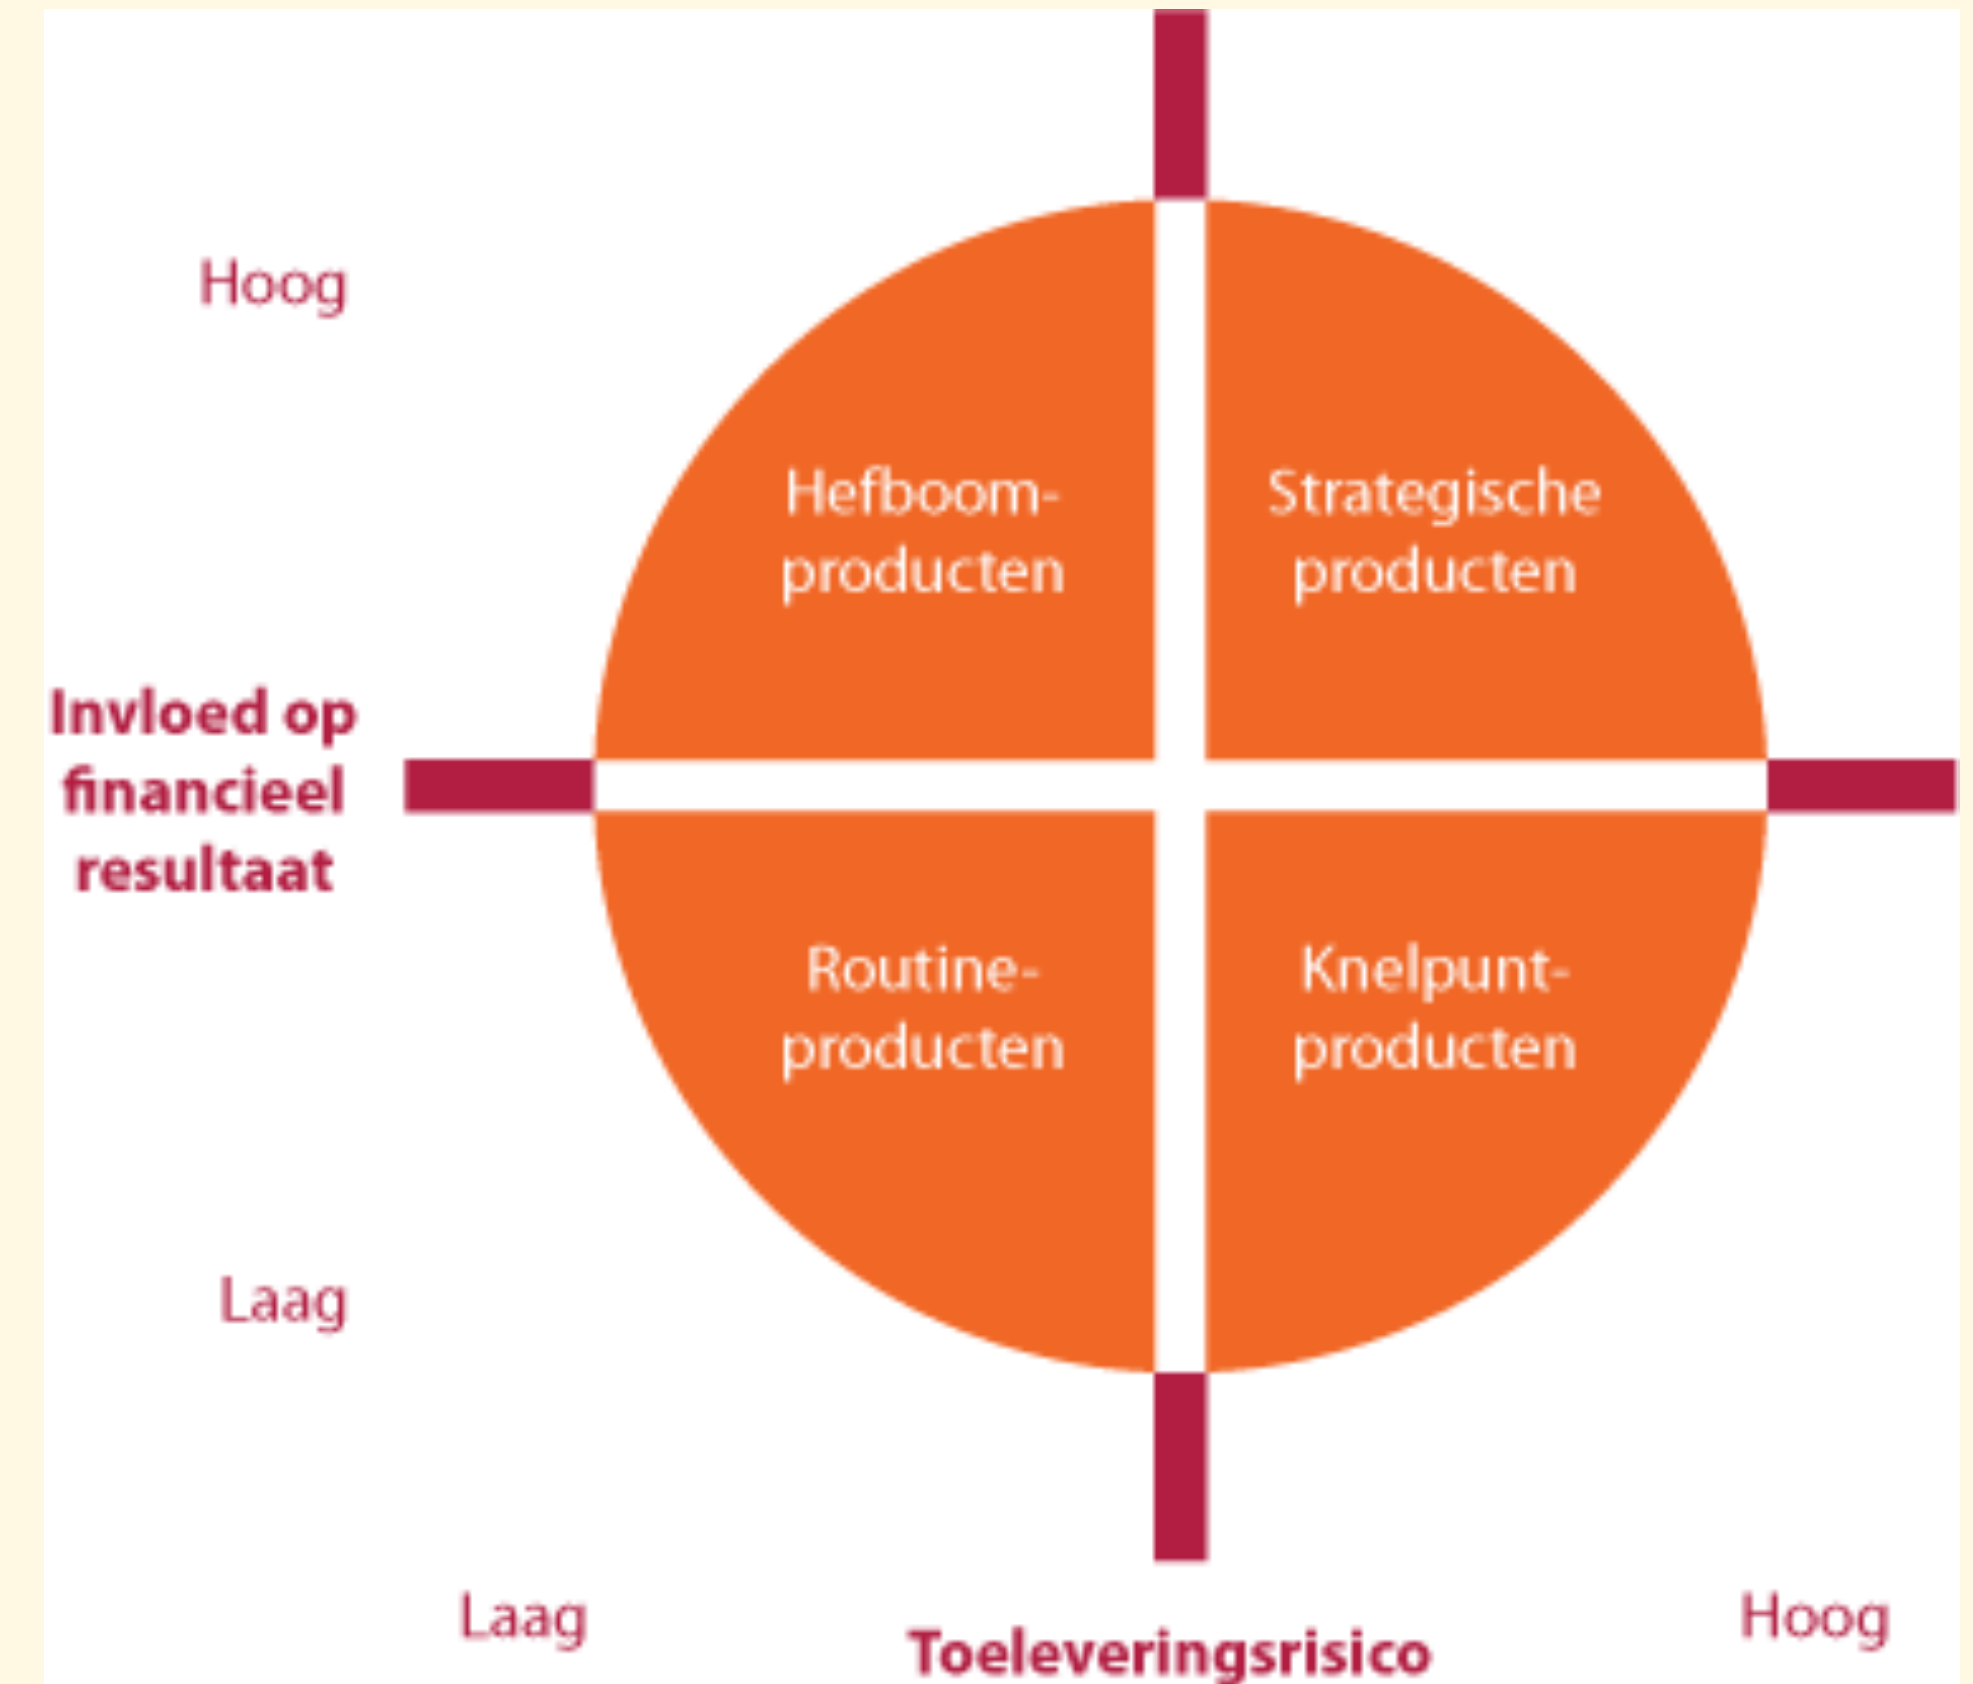 Hoog
Hefboom-
producten
Strategische
producten
Invloed op
financieel
resultaat
Routine-
producten
Knelpunt-
producten
Laag
Laag
Toeleveringsrisico
Hoog